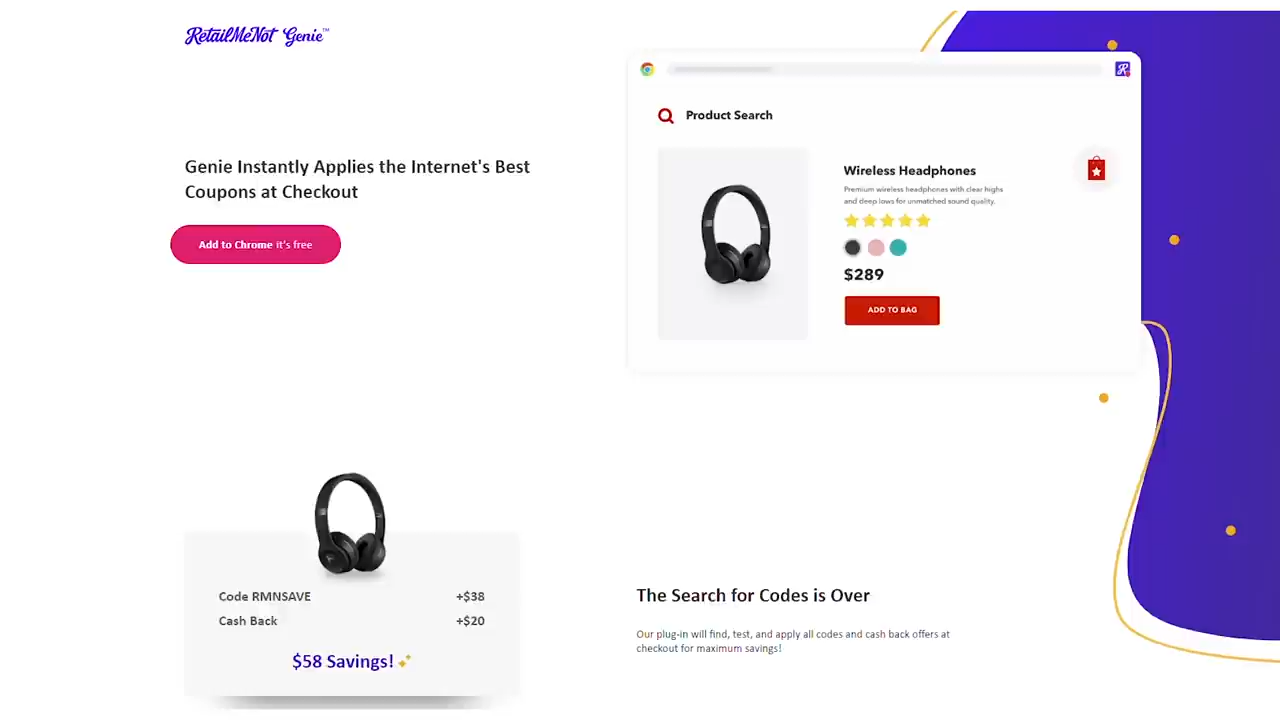 RetailMeNot Genie™
Genie Instantly Applies the Internet's Best
Coupons at Checkout
Add to Chrome it's free
Product Search
Wireless Headphones
Premium wireless headphones with clear highs
and deep lows for unmatched sound quality.
$289
ADD TO BAG
Code RMNSAVE +$38
Cash Back +$20
$58 Savings!
The Search for Codes is Over
Our plug-in will find, test, and apply all codes and cash back offers at
checkout for maximum savings!